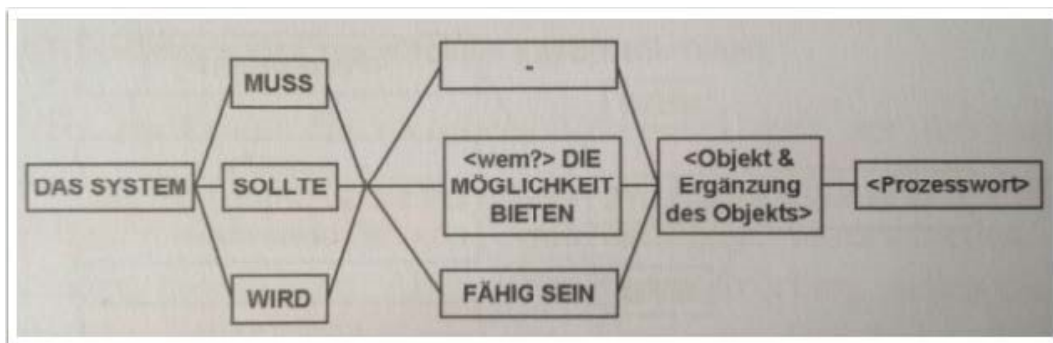 DAS SYSTEM
MUSS
SOLLTE
WIRD
-
<wem?> DIE
MÖGLICHKEIT
BIETEN
FÄHIG SEIN
<Objekt &
Ergänzung
des Objekts>
<Prozesswort>